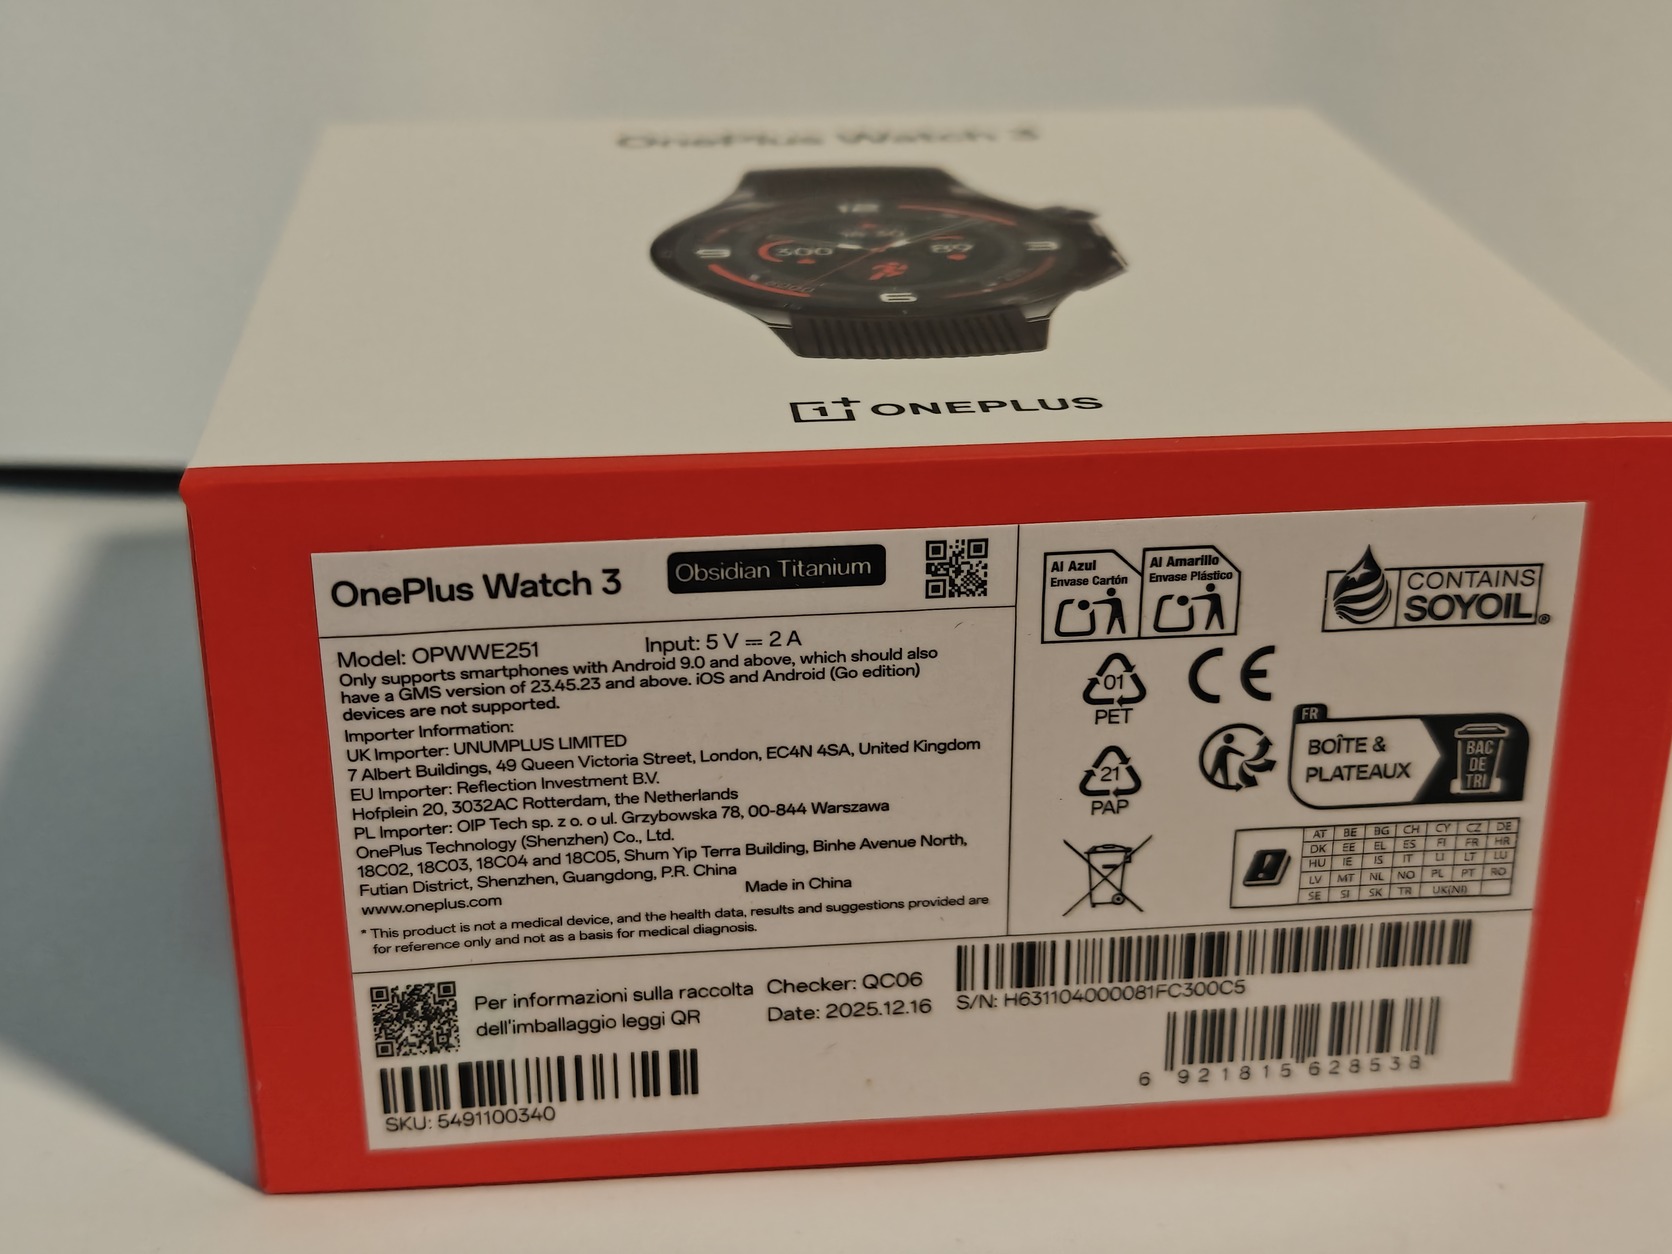 OnePlus Watch 3
12
300
89
9
3
6
1+ ONEPLUS
OnePlus Watch 3
Obsidian Titanium
Model: OPWWE251
Input: 5 V ⎓ 2 A
Only supports smartphones with Android 9.0 and above, which should also
have a GMS version of 23.45.23 and above. iOS and Android (Go edition)
devices are not supported.
Importer Information:
UK Importer: UNUMPLUS LIMITED
7 Albert Buildings, 49 Queen Victoria Street, London, EC4N 4SA, United Kingdom
EU Importer: Reflection Investment B.V.
Hofplein 20, 3032AC Rotterdam, the Netherlands
PL Importer: OIP Tech sp. z o. o ul. Grzybowska 78, 00-844 Warszawa
OnePlus Technology (Shenzhen) Co., Ltd.
18C02, 18C03, 18C04 and 18C05, Shum Yip Terra Building, Binhe Avenue North,
Futian District, Shenzhen, Guangdong, P.R. China
Made in China
www.oneplus.com
* This product is not a medical device, and the health data, results and suggestions provided are
for reference only and not as a basis for medical diagnosis.
Al Azul
Envase Cartón
Al Amarillo
Envase Plástico
CONTAINS
SOYOIL®
01
PET
CE
21
PAP
FR
BOÎTE &
PLATEAUX
BAC
DE
TRI
AT BE BG CH CY CZ DE
DK EE EL ES FI FR HR
HU IE IS IT LI LT LU
LV MT NL NO PL PT RO
SE SI SK TR UK(NI)
Per informazioni sulla raccolta
dell'imballaggio leggi QR
Checker: QC06
Date: 2025.12.16
S/N: H631104000081FC300C5
SKU: 5491100340
6 921815 628538